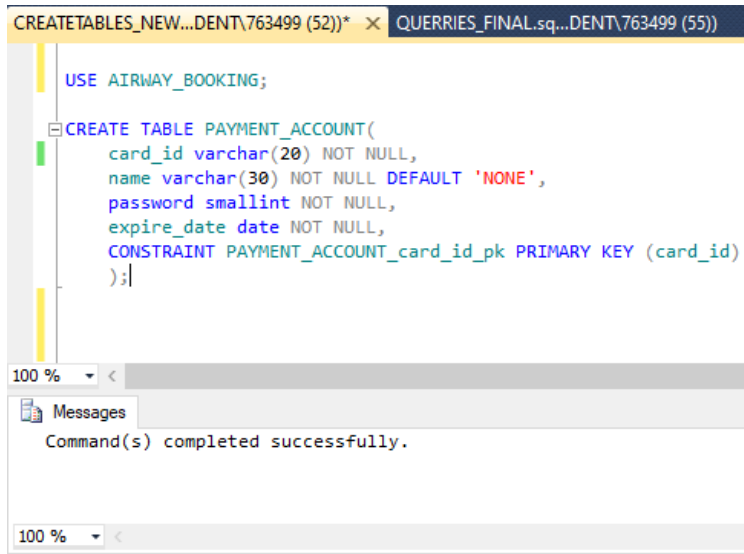 CREATETABLES_NEW...DENT\763499 (52))* × QUERRIES_FINAL.sq...DENT\763499 (55))
USE AIRWAY_BOOKING;
CREATE TABLE PAYMENT_ACCOUNT(
card_id varchar(20) NOT NULL,
name varchar(30) NOT NULL DEFAULT 'NONE',
password smallint NOT NULL,
expire_date date NOT NULL,
CONSTRAINT PAYMENT_ACCOUNT_card_id_pk PRIMARY KEY (card_id)
);
100 %
Messages
Command(s) completed successfully.
100 %